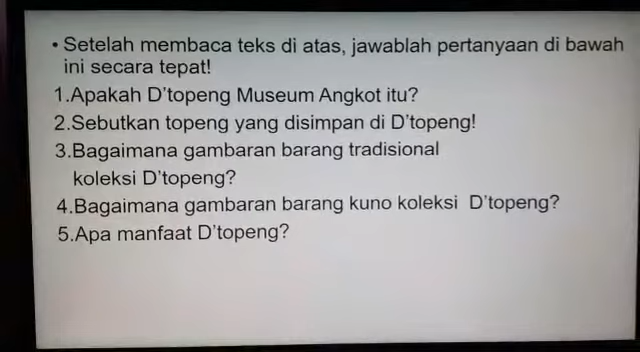 • Setelah membaca teks di atas, jawablah pertanyaan di bawah
ini secara tepat!
1.Apakah D'topeng Museum Angkot itu?
2.Sebutkan topeng yang disimpan di D'topeng!
3.Bagaimana gambaran barang tradisional
koleksi D'topeng?
4.Bagaimana gambaran barang kuno koleksi D'topeng?
5.Apa manfaat D'topeng?